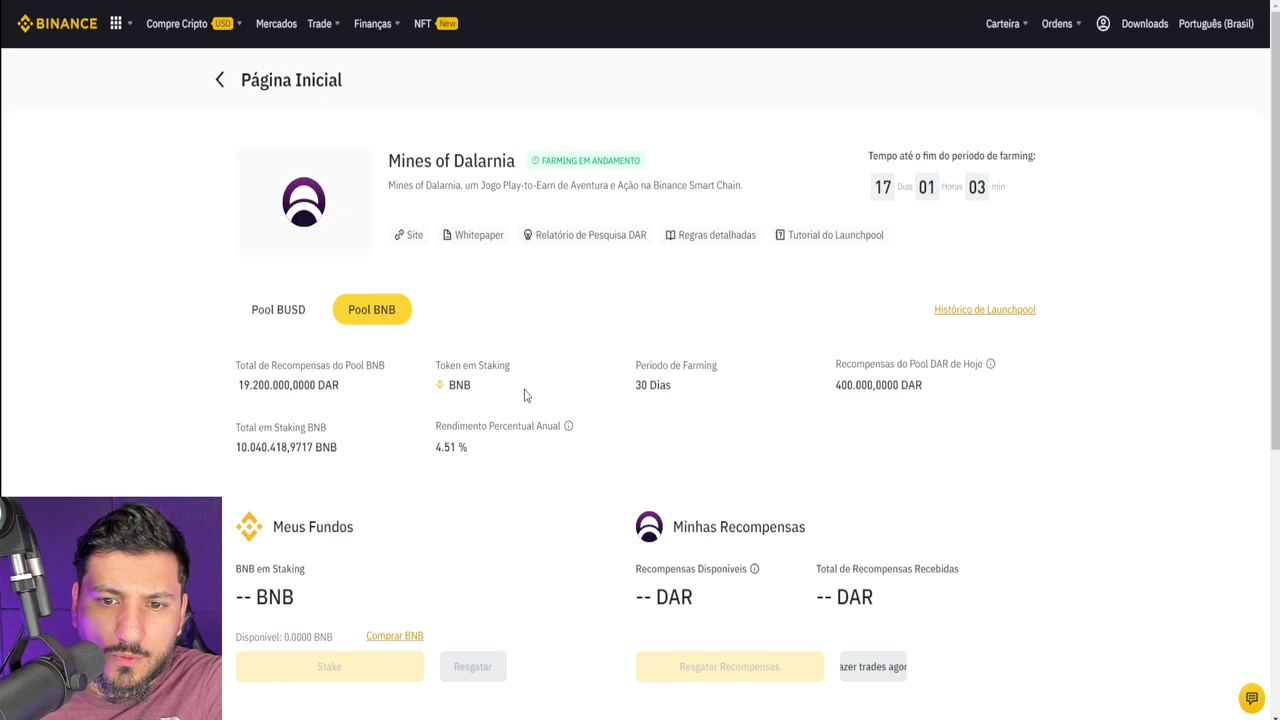 BINANCE
Compre Cripto USD Mercados Trade Finanças NFT New Carteira Ordens Downloads Português (Brasil)
Página Inicial
Mines of Dalarnia FARMING EM ANDAMENTO
Mines of Dalarnia, um Jogo Play-to-Earn de Aventura e Ação na Binance Smart Chain.
Tempo até o fim do período de farming:
17 Dias 01 Horas 03 min
Site Whitepaper Relatório de Pesquisa DAR Regras detalhadas Tutorial do Launchpool
Pool BUSD Pool BNB Histórico de Launchpool
Total de Recompensas do Pool BNB Token em Staking Período de Farming Recompensas do Pool DAR de Hoje
19.200.000,0000 DAR BNB 30 Dias 400.000,0000 DAR
Total em Staking BNB Rendimento Percentual Anual
10.040.418,9717 BNB 4.51 %
Meus Fundos Minhas Recompensas
BNB em Staking Recompensas Disponíveis Total de Recompensas Recebidas
-- BNB -- DAR -- DAR
Disponível: 0.0000 BNB Comprar BNB
Stake Resgatar Resgatar Recompensas azer trades agor